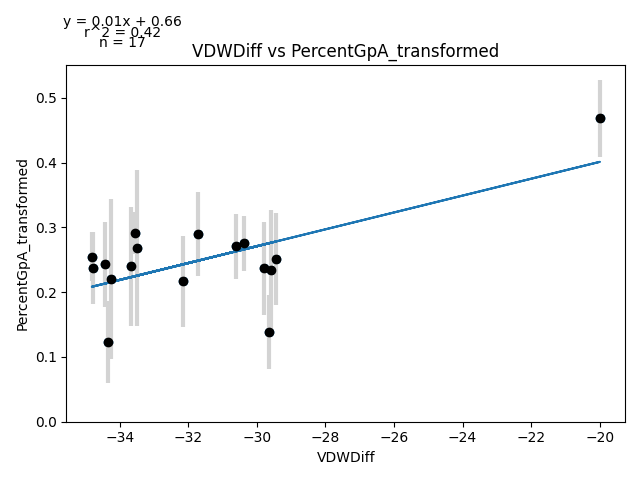 y = 0.01x + 0.66
r^2 = 0.42
n = 17
VDWDiff vs PercentGpA_transformed
PercentGpA_transformed
0.5
0.4
0.3
0.2
0.1
0.0
−34
−32
−30
−28
−26
−24
−22
−20
VDWDiff